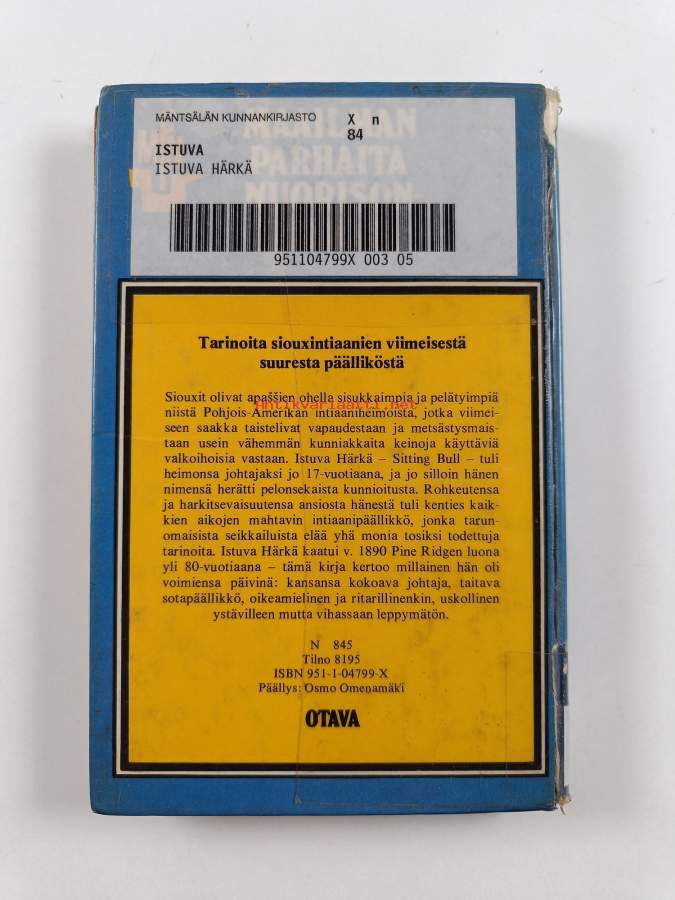 MÄNTSÄLÄN KUNNANKIRJASTO X n
84
ISTUVA
ISTUVA HÄRKÄ
MAAILMAN
PARHAITA
NUORISON
951104799X 003 05
Tarinoita siouxintiaanien viimeisestä
suuresta päälliköstä
Siouxit olivat apaššien ohella sisukkaimpia ja pelätyimpiä
Antikvariaatti.net
niistä Pohjois-Amerikan intiaaniheimoista, jotka viimei-
seen saakka taistelivat vapaudestaan ja metsästysmais-
taan usein vähemmän kunniakkaita keinoja käyttäviä
valkoihoisia vastaan. Istuva Härkä – Sitting Bull – tuli
heimonsa johtajaksi jo 17-vuotiaana, ja jo silloin hänen
nimensä herätti pelonsekaista kunnioitusta. Rohkeutensa
ja harkitsevaisuutensa ansiosta hänestä tuli kenties kaik-
kien aikojen mahtavin intiaanipäällikkö, jonka tarun-
omaisista seikkailuista elää yhä monia tosiksi todettuja
tarinoita. Istuva Härkä kaatui v. 1890 Pine Ridgen luona
yli 80-vuotiaana – tämä kirja kertoo millainen hän oli
voimiensa päivinä: kansansa kokoava johtaja, taitava
sotapäällikkö, oikeamielinen ja ritarillinenkin, uskollinen
ystävilleen mutta vihassaan leppymätön.
N 845
Tilno 8195
ISBN 951-1-04799-X
Päällys: Osmo Omenamäki
OTAVA